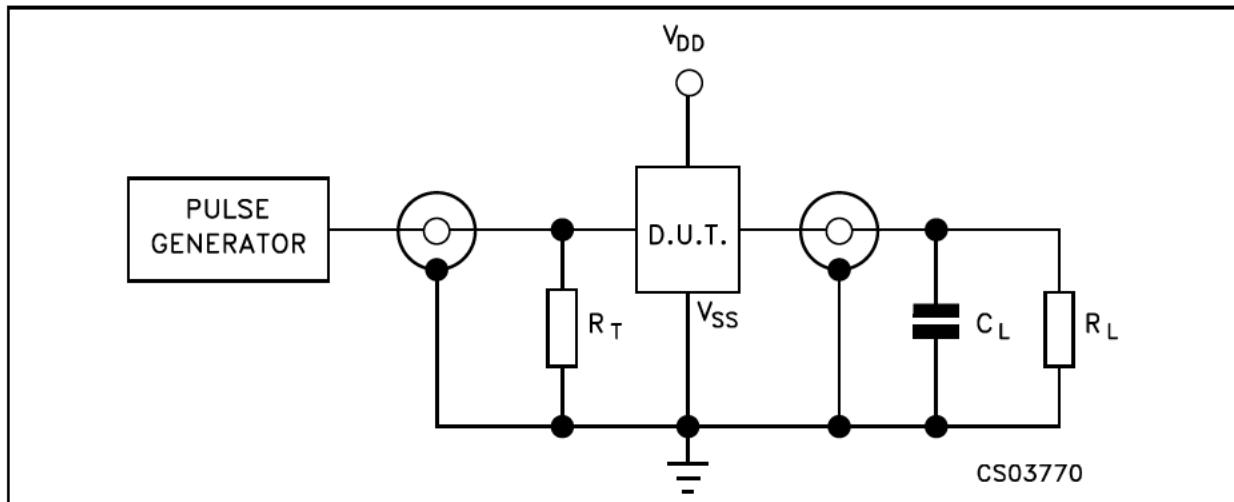 VDD
PULSE
GENERATOR
D.U.T.
VSS
RT
CL
RL
CS03770